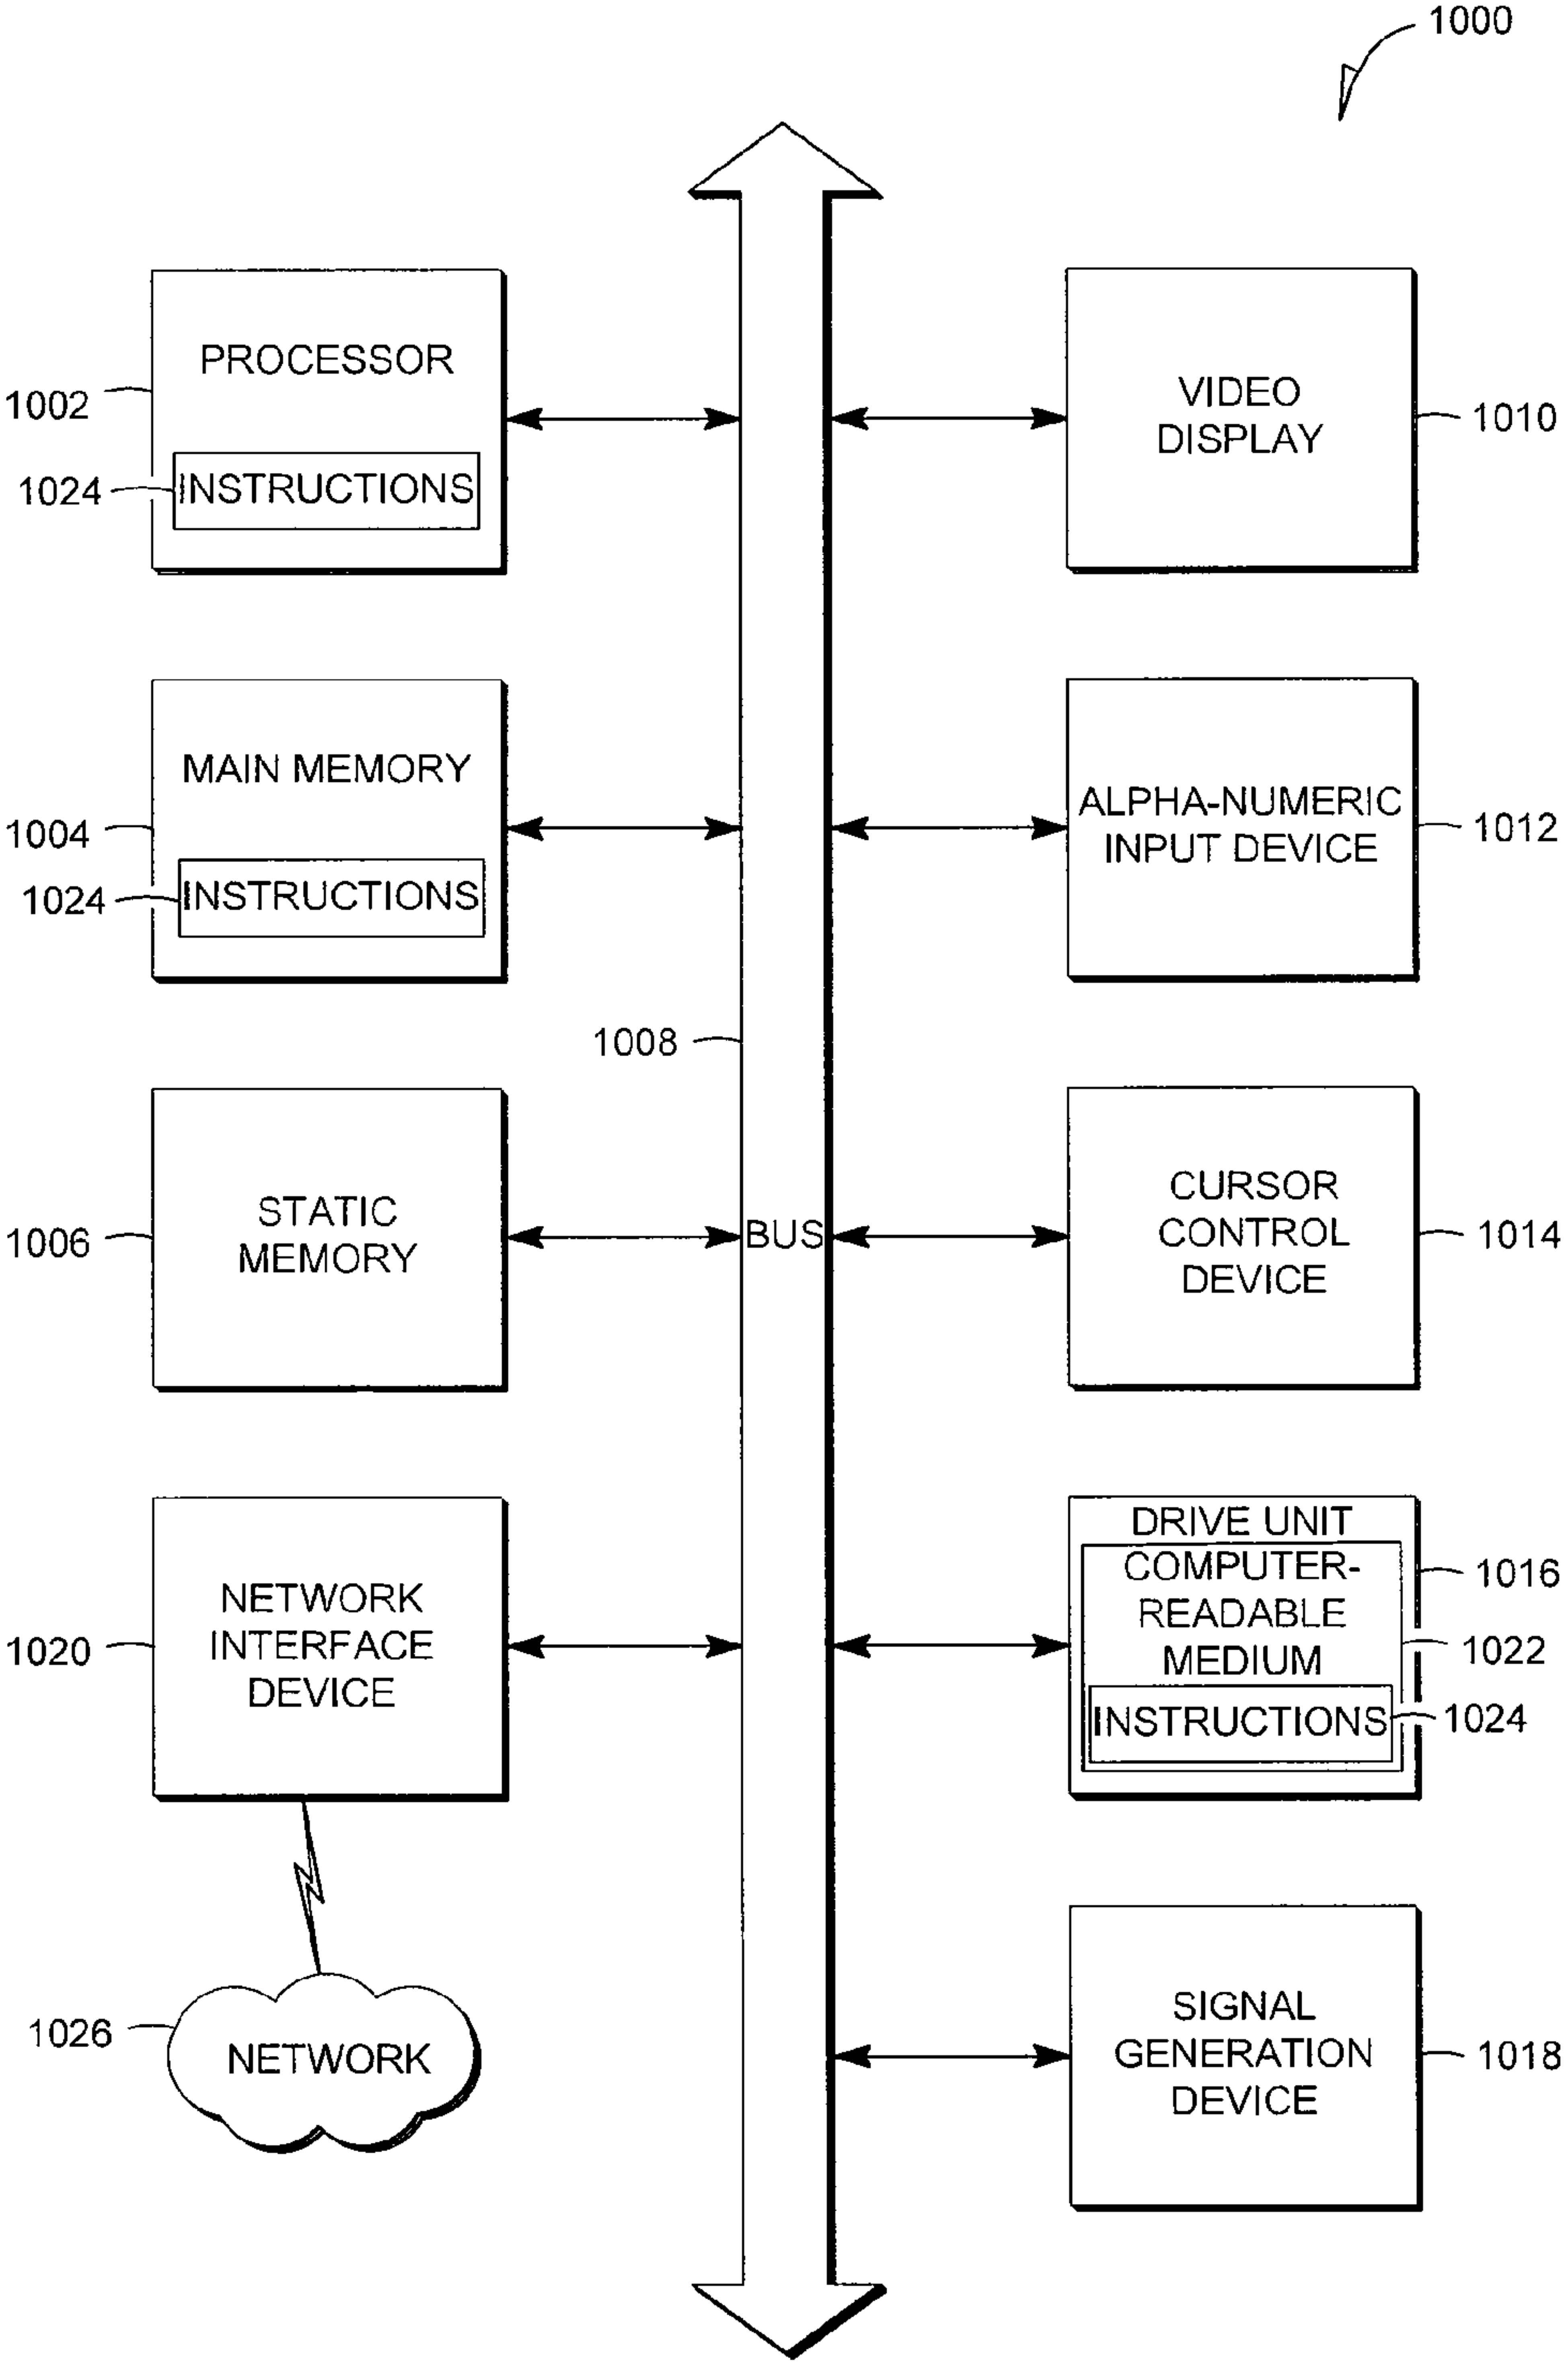 1000
PROCESSOR
1002
1024
INSTRUCTIONS
VIDEO
DISPLAY
1010
MAIN MEMORY
1004
1024
INSTRUCTIONS
ALPHA-NUMERIC
INPUT DEVICE
1012
1008
STATIC
MEMORY
1006
BUS
CURSOR
CONTROL
DEVICE
1014
NETWORK
INTERFACE
DEVICE
1020
DRIVE UNIT
COMPUTER-
READABLE
MEDIUM
1016
1022
INSTRUCTIONS
1024
1026
NETWORK
SIGNAL
GENERATION
DEVICE
1018